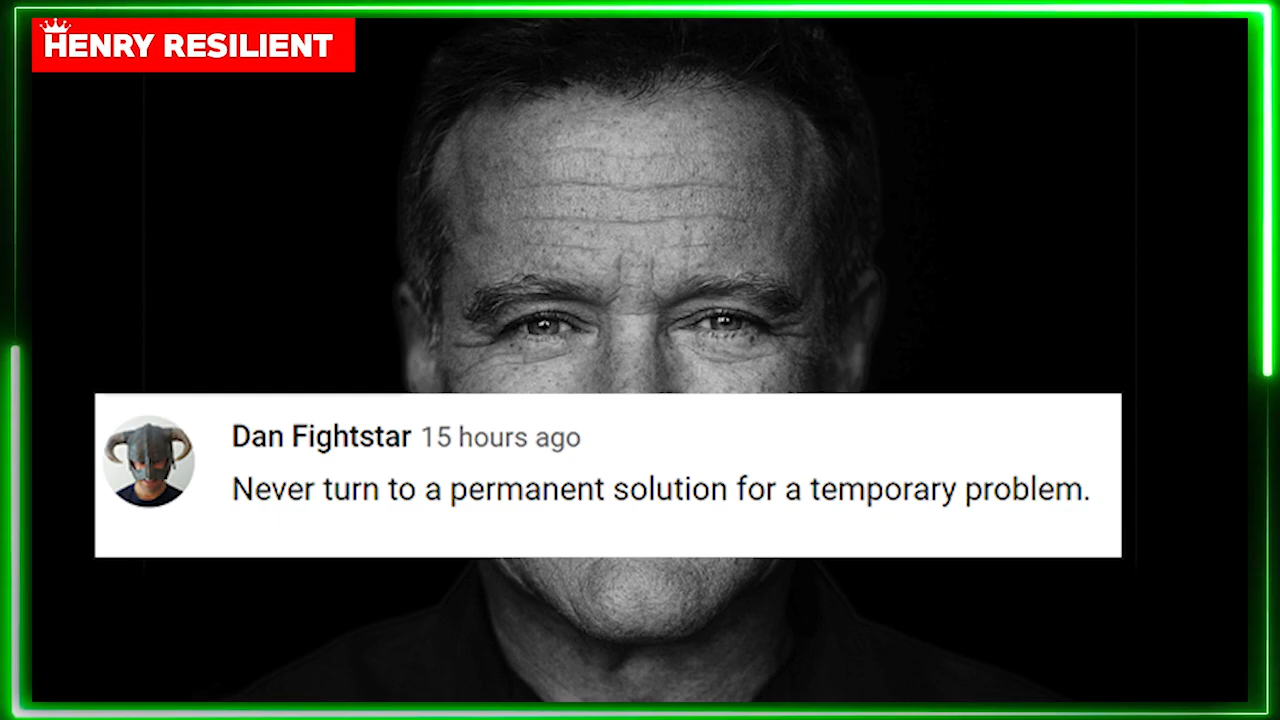 HENRY RESILIENT
Dan Fightstar 15 hours ago
Never turn to a permanent solution for a temporary problem.